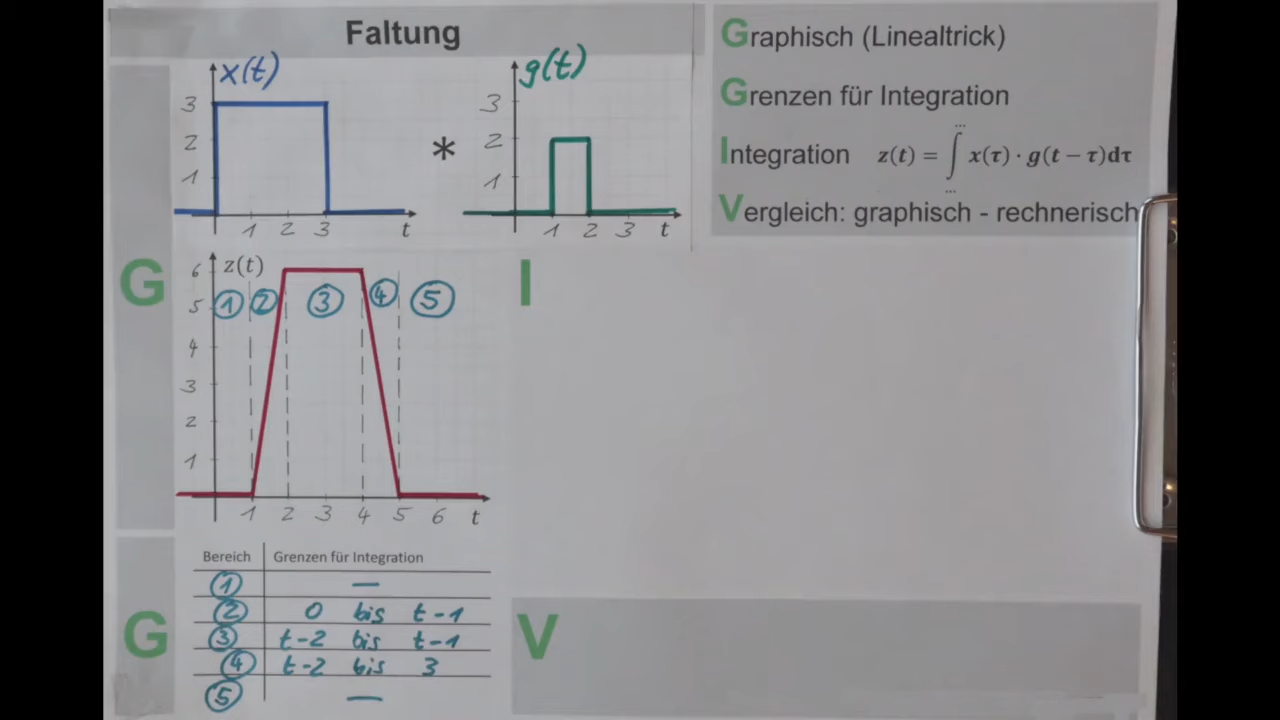 Faltung
Graphisch (Linealtrick)
Grenzen für Integration
Integration z(t) = ∫ x(τ) · g(t − τ)dτ
...
...
Vergleich: graphisch - rechnerisch
x(t)
3
2
1
1 2 3 t
*
g(t)
3
2
1
1 2 3 t
G
z(t)
6
5
4
3
2
1
① ② ③ ④ ⑤
1 2 3 4 5 6 t
I
G
Bereich Grenzen für Integration
① —
② 0 bis t-1
③ t-2 bis t-1
④ t-2 bis 3
⑤ —
V